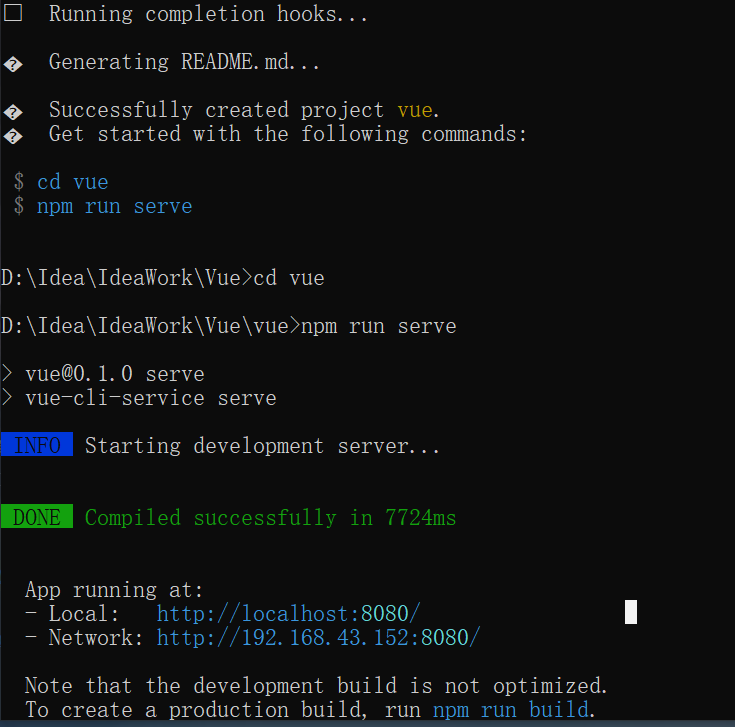 Running completion hooks...
Generating README.md...
Successfully created project vue.
Get started with the following commands:
$ cd vue
$ npm run serve
D:\Idea\IdeaWork\Vue>cd vue
D:\Idea\IdeaWork\Vue\vue>npm run serve
> vue@0.1.0 serve
> vue-cli-service serve
INFO Starting development server...
DONE Compiled successfully in 7724ms
App running at:
- Local: http://localhost:8080/
- Network: http://192.168.43.152:8080/
Note that the development build is not optimized.
To create a production build, run npm run build.